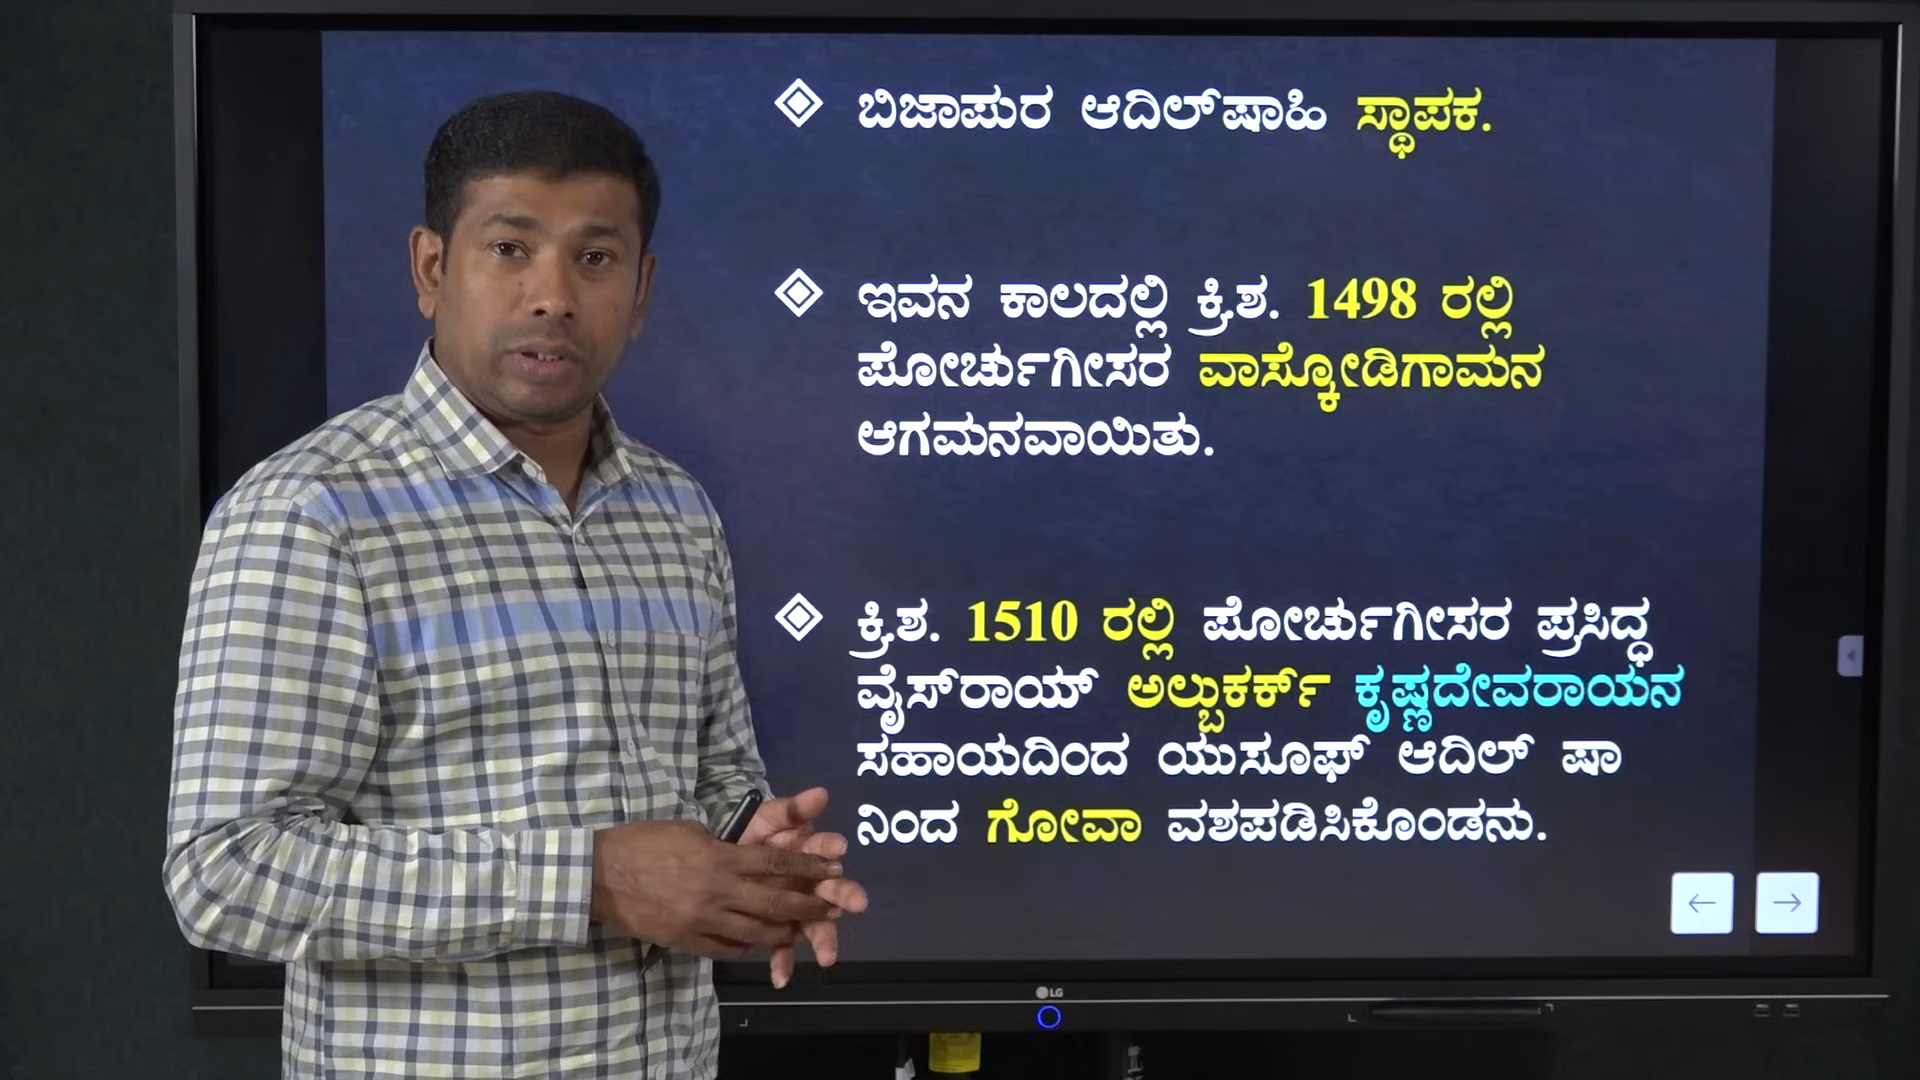 ಬಿಜಾಪುರ ಆದಿಲ್‌ಷಾಹಿ ಸ್ಥಾಪಕ.
ಇವನ ಕಾಲದಲ್ಲಿ ಕ್ರಿ.ಶ. 1498 ರಲ್ಲಿ
ಪೋರ್ಚುಗೀಸರ ವಾಸ್ಕೋಡಿಗಾಮನ
ಆಗಮನವಾಯಿತು.
ಕ್ರಿ.ಶ. 1510 ರಲ್ಲಿ ಪೋರ್ಚುಗೀಸರ ಪ್ರಸಿದ್ಧ
ವೈಸ್‌ರಾಯ್ ಅಲ್ಬುಕರ್ಕ್ ಕೃಷ್ಣದೇವರಾಯನ
ಸಹಾಯದಿಂದ ಯುಸೂಫ್ ಆದಿಲ್ ಷಾ
ನಿಂದ ಗೋವಾ ವಶಪಡಿಸಿಕೊಂಡನು.
LG